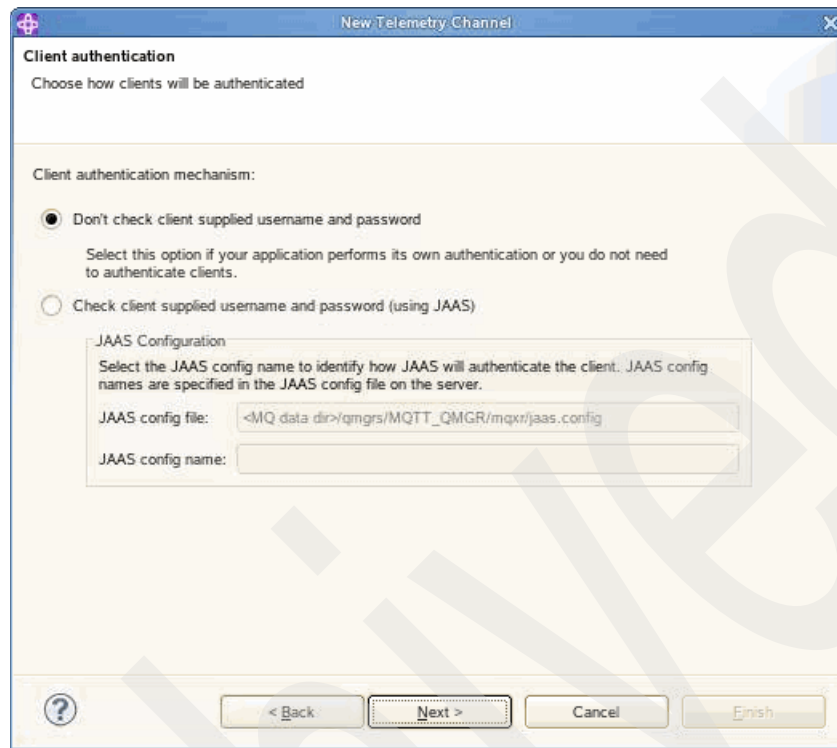 New Telemetry Channel
Client authentication
Choose how clients will be authenticated
Client authentication mechanism:
Don't check client supplied username and password
Select this option if your application performs its own authentication or you do not need
to authenticate clients.
Check client supplied username and password (using JAAS)
JAAS Configuration
Select the JAAS config name to identify how JAAS will authenticate the client. JAAS config
names are specified in the JAAS config file on the server.
JAAS config file: <MQ data dir>/qmgrs/MQTT_QMGR/mqxr/jaas.config
JAAS config name:
? < Back Next > Cancel Finish